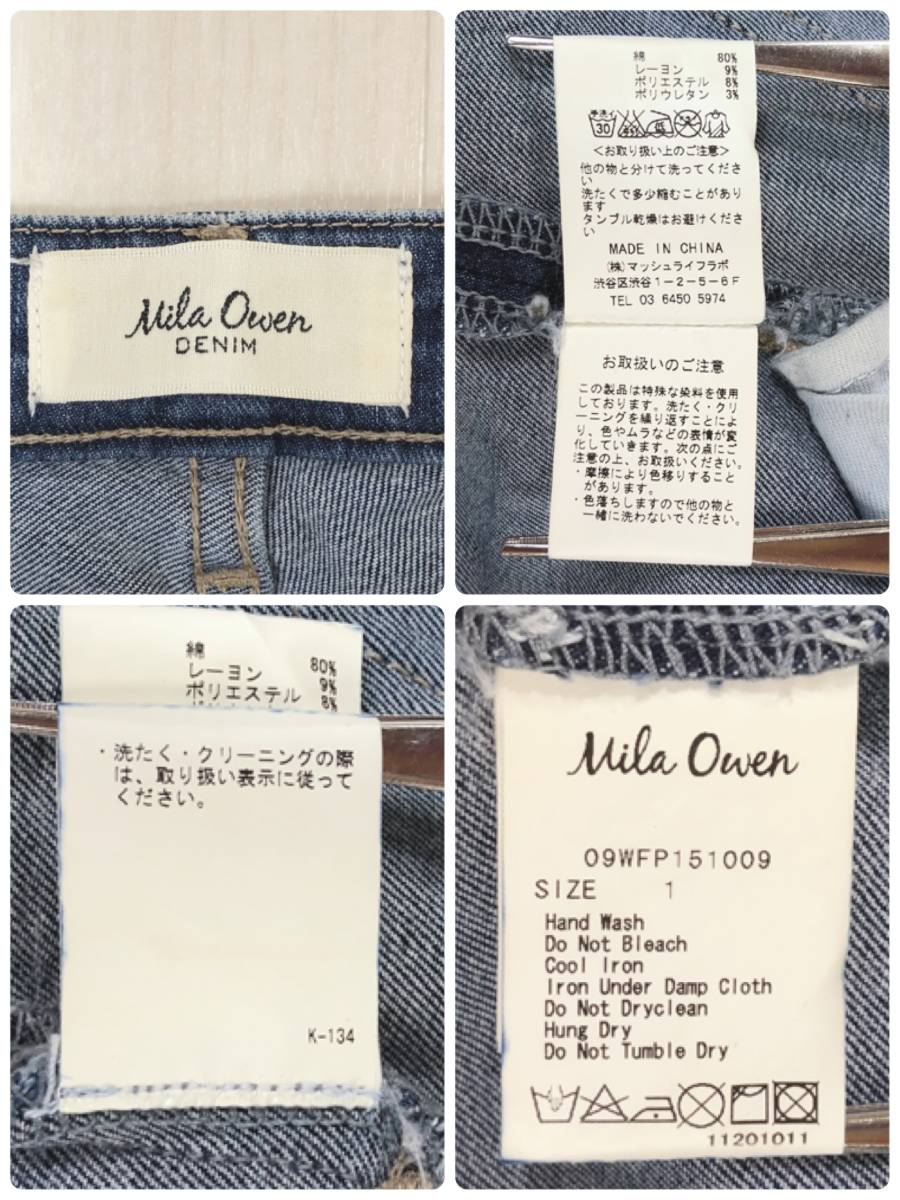 Mila Owen
DENIM
綿 80%
レーヨン 9%
ポリエステル 8%
ポリウレタン 3%
30
<お取り扱い上のご注意>
他の物と分けて洗ってくださ
い
洗たくで多少縮むことがあり
ます
タンブル乾燥はお避けくださ
い
MADE IN CHINA
(株)マッシュライフラボ
渋谷区渋谷1-2-5-6F
TEL 03 6450 5974
お取扱いのご注意
この製品は特殊な染料を使用
しております。洗たく・クリ
ーニングを繰り返すことによ
り、色やムラなどの表情が変
化していきます。次の点にご
注意の上、お取扱いください。
・摩擦により色移りすること
があります。
・色落ちしますので他の物と
一緒に洗わないでください。
綿 80%
レーヨン 9%
ポリエステル 8%
・洗たく・クリーニングの際
は、取り扱い表示に従って
ください。
K-134
Mila Owen
09WFP151009
SIZE 1
Hand Wash
Do Not Bleach
Cool Iron
Iron Under Damp Cloth
Do Not Dryclean
Hung Dry
Do Not Tumble Dry
11201011